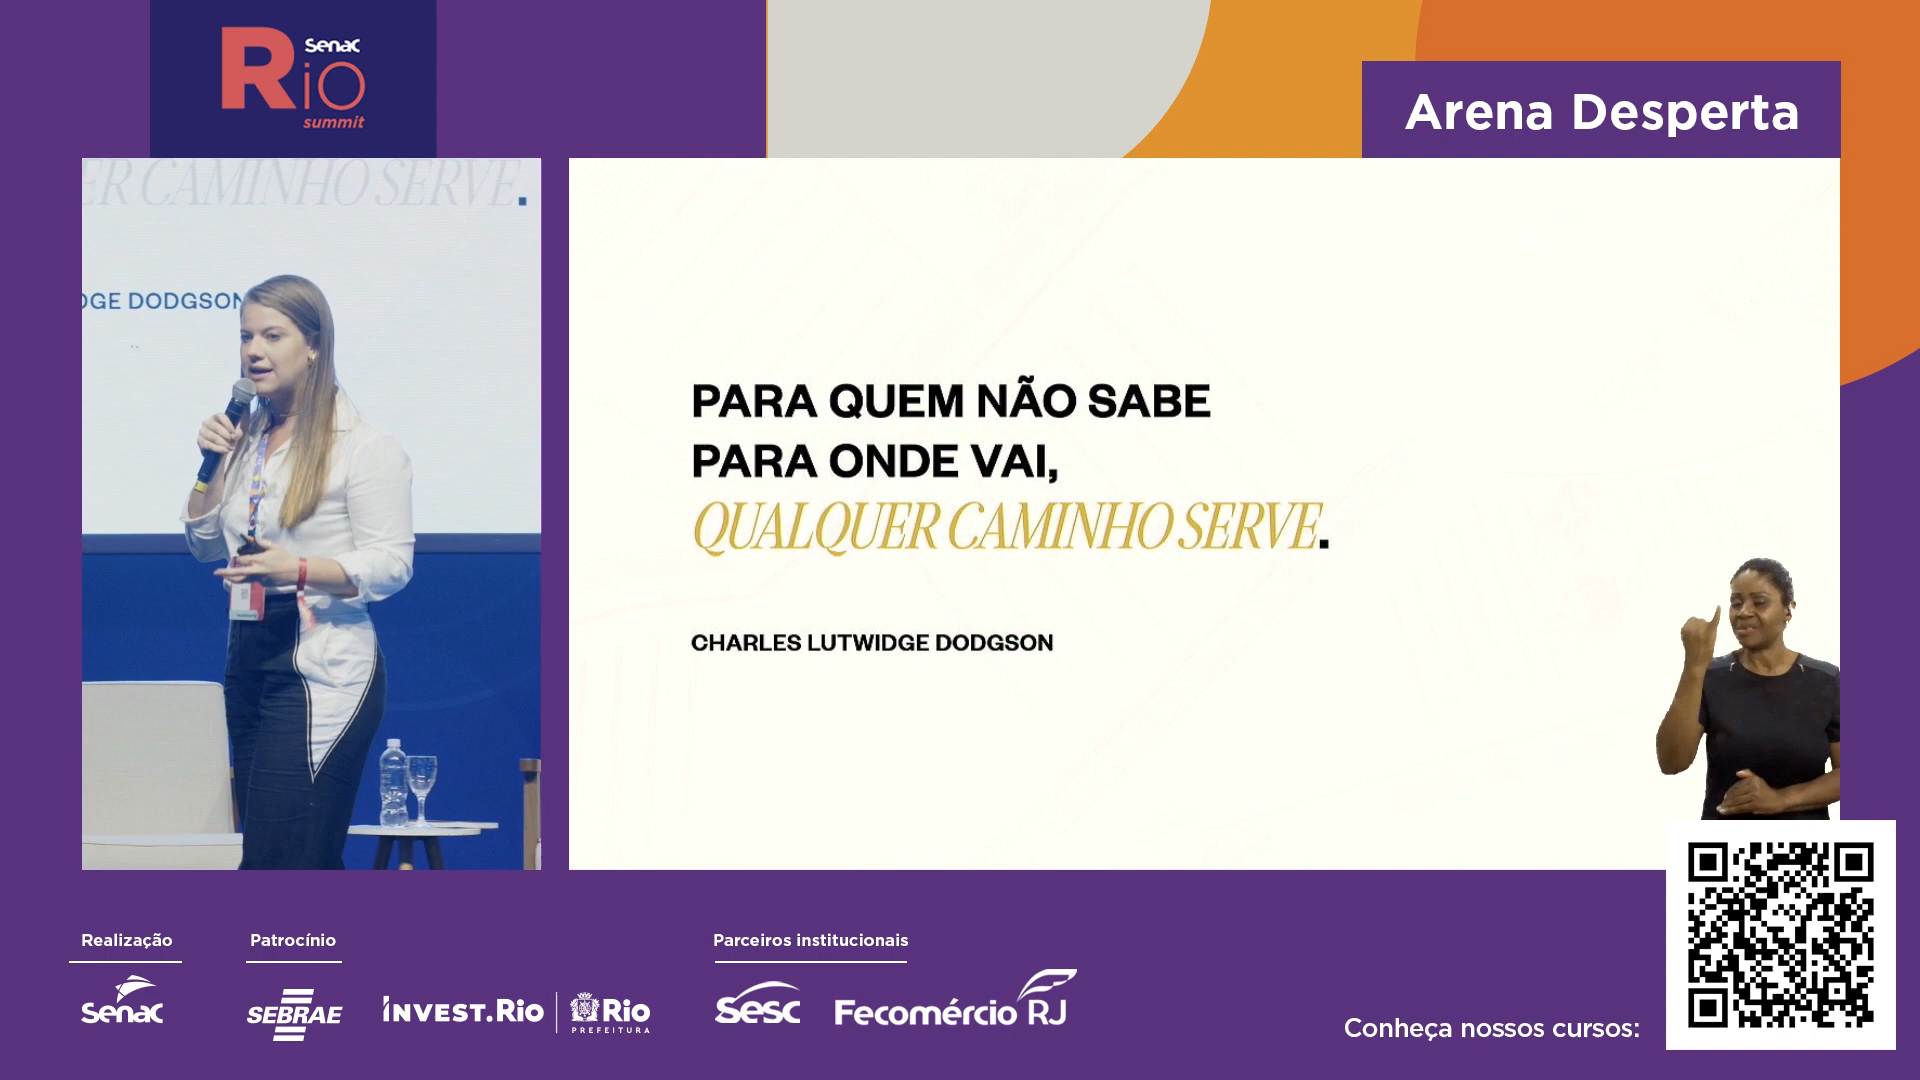 Senac
Rio
summit
Arena Desperta
ER CAMINHO SERVE.
DGE DODGSON
PARA QUEM NÃO SABE
PARA ONDE VAI,
QUALQUER CAMINHO SERVE.
CHARLES LUTWIDGE DODGSON
Realização
Senac
Patrocínio
SEBRAE
INVEST.Rio
Rio
PREFEITURA
Parceiros institucionais
Sesc
Fecomércio RJ
Conheça nossos cursos: